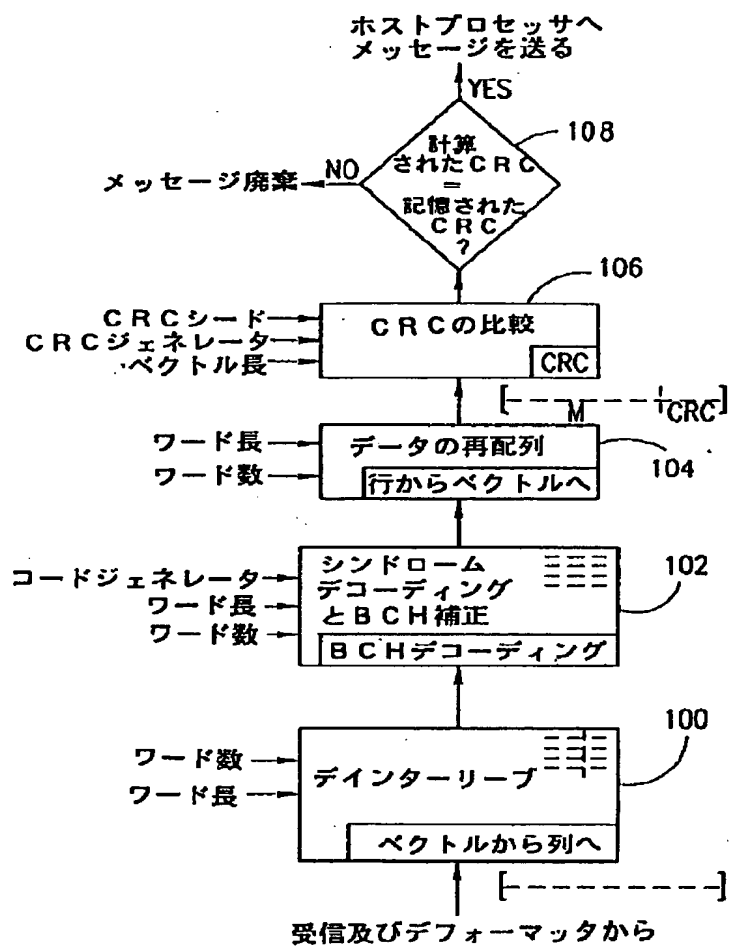 ホストプロセッサへ
メッセージを送る
YES
108
計算
されたCRC
=
記憶された
CRC
?
NO
メッセージ廃棄
106
CRCシード
CRCジェネレータ
ベクトル長
CRCの比較
CRC
M
CRC
ワード長
ワード数
データの再配列
行からベクトルへ
104
コードジェネレータ
ワード長
ワード数
シンドローム
デコーディング
とBCH補正
BCHデコーディング
102
100
ワード数
ワード長
デインターリーブ
ベクトルから列へ
受信及びデフォーマッタから